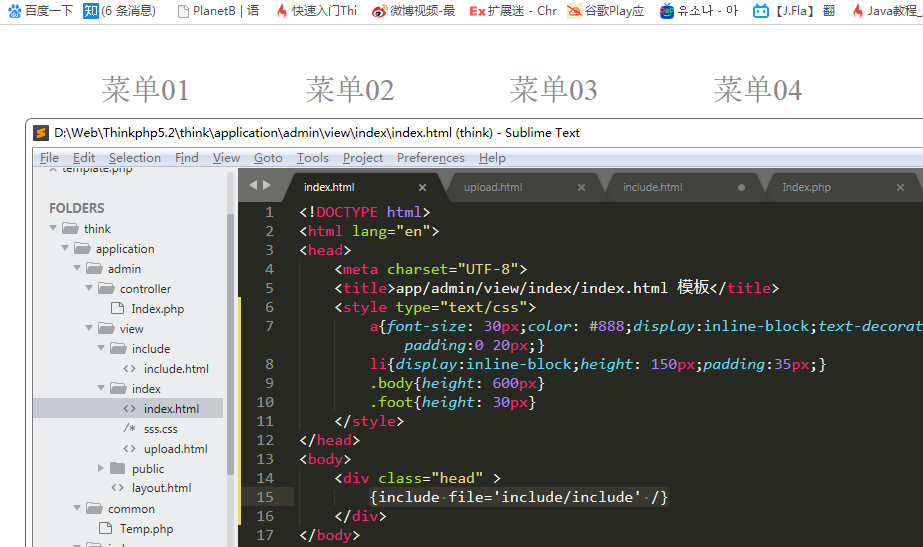 百度一下 知 (6 条消息) PlanetB | 语 快速入门Thi 微博视频-最 Ex 扩展迷 - Chr 谷歌Play应 유소나 - 아 【J.Fla】 翻 Java教程_
菜单01 菜单02 菜单03 菜单04
D:\Web\Thinkphp5.2\think\application\admin\view\index\index.html (think) - Sublime Text
File Edit Selection Find View Goto Tools Project Preferences Help
template.php
FOLDERS
think
application
admin
controller
Index.php
view
include
<> include.html
index
<> index.html
/* sss.css
<> upload.html
public
<> layout.html
common
Temp.php
index.html × upload.html × include.html Index.php ×
1 <!DOCTYPE html>
2 <html lang="en">
3 <head>
4 <meta charset="UTF-8">
5 <title>app/admin/view/index/index.html 模板</title>
6 <style type="text/css">
7 a{font-size: 30px;color: #888;display:inline-block;text-decorat
padding:0 20px;}
8 li{display:inline-block;height: 150px;padding:35px;}
9 .body{height: 600px}
10 .foot{height: 30px}
11 </style>
12 </head>
13 <body>
14 <div class="head" >
15 {include file='include/include' /}
16 </div>
17 </body>